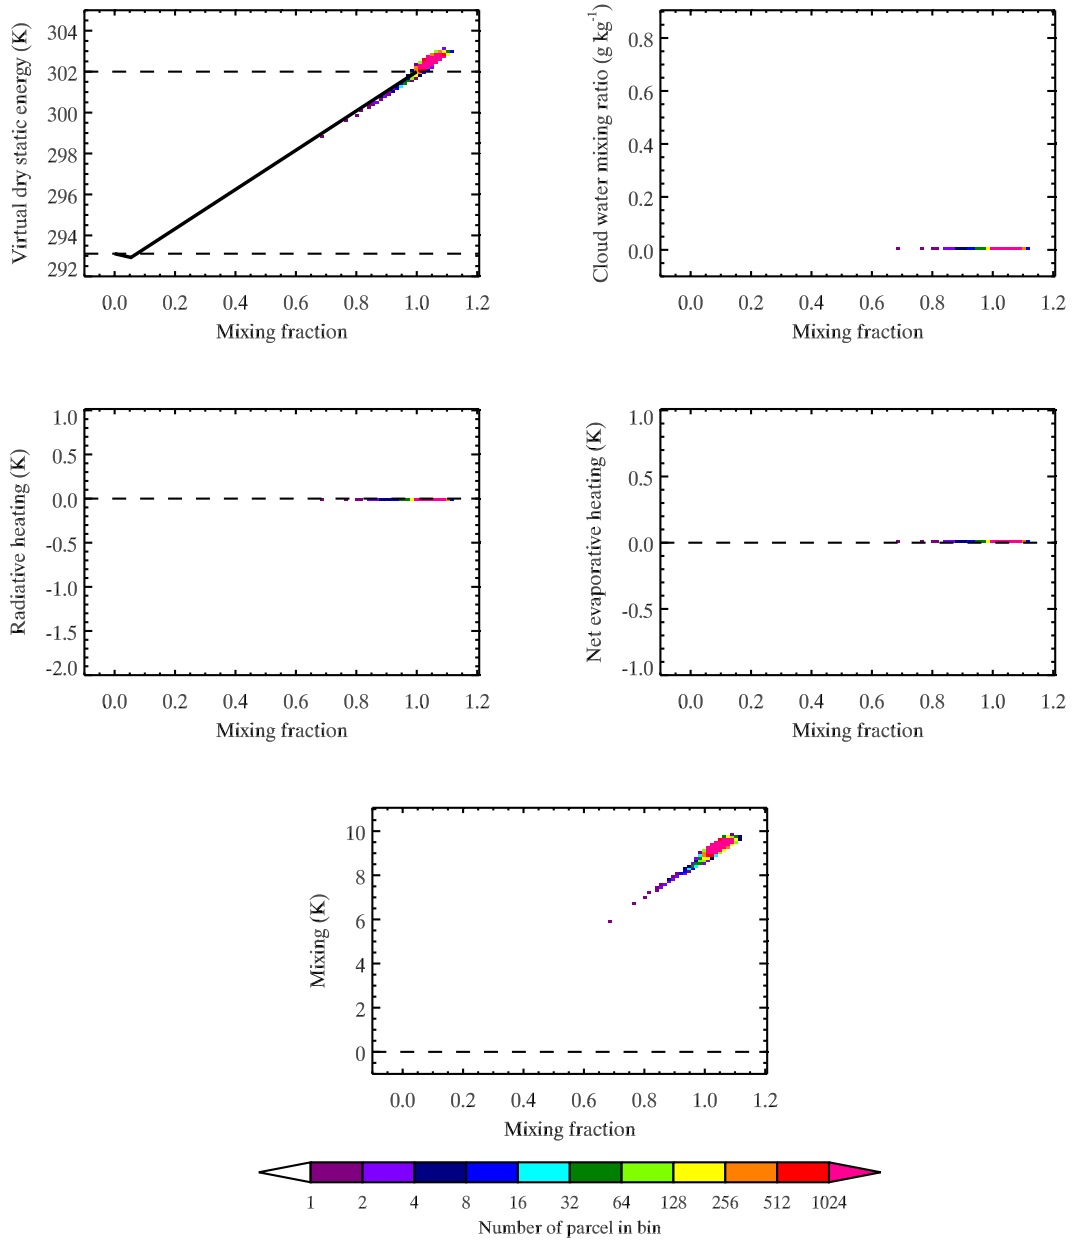 304
302
300
298
296
294
292
Virtual dry static energy (K)
0.0 0.2 0.4 0.6 0.8 1.0 1.2
Mixing fraction
0.8
0.6
0.4
0.2
0.0
Cloud water mixing ratio (g kg⁻¹)
0.0 0.2 0.4 0.6 0.8 1.0 1.2
Mixing fraction
1.0
0.5
0.0
-0.5
-1.0
-1.5
-2.0
Radiative heating (K)
0.0 0.2 0.4 0.6 0.8 1.0 1.2
Mixing fraction
1.0
0.5
0.0
-0.5
-1.0
Net evaporative heating (K)
0.0 0.2 0.4 0.6 0.8 1.0 1.2
Mixing fraction
10
8
6
4
2
0
Mixing (K)
0.0 0.2 0.4 0.6 0.8 1.0 1.2
Mixing fraction
1 2 4 8 16 32 64 128 256 512 1024
Number of parcel in bin